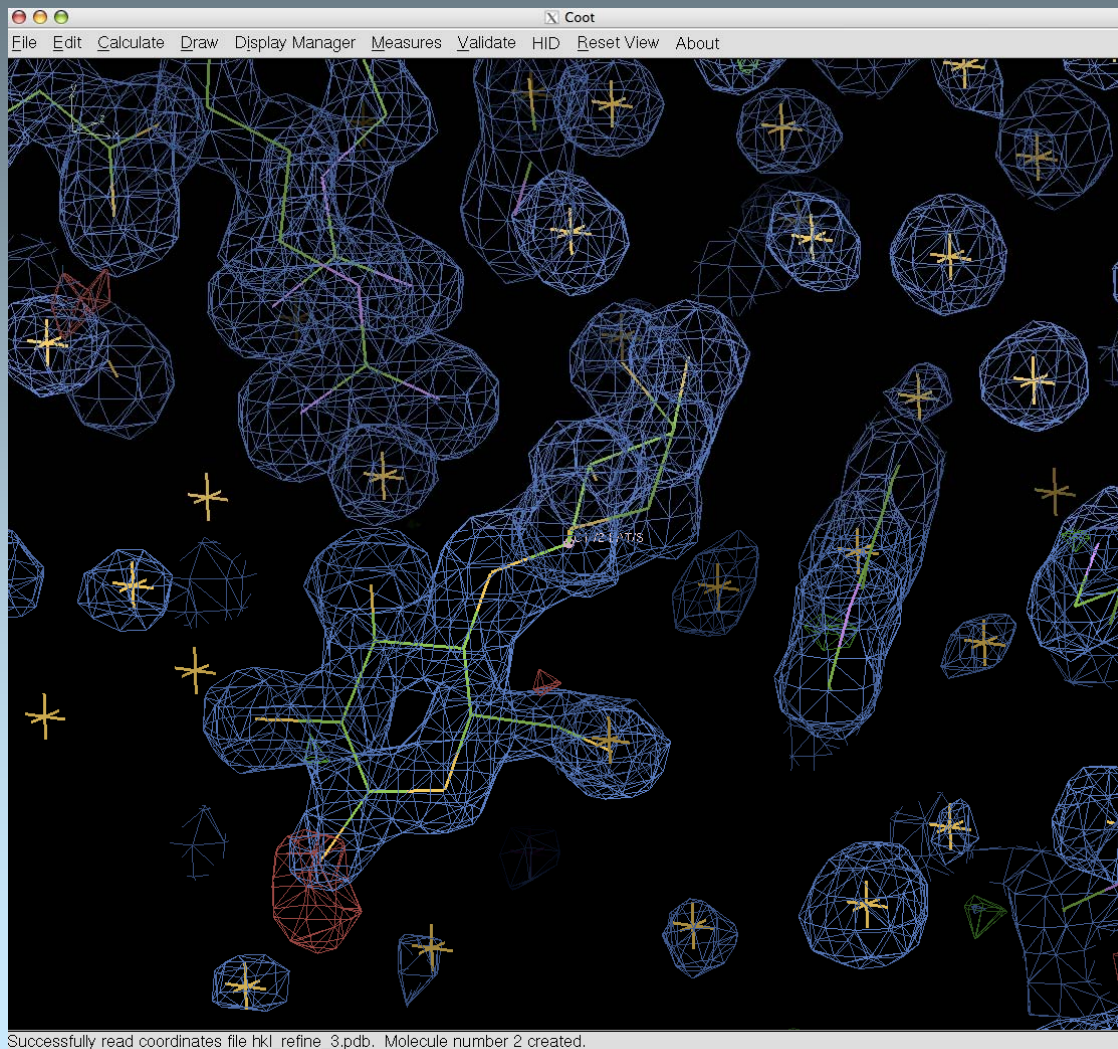 Coot
File Edit Calculate Draw Display Manager Measures Validate HID Reset View About
Successfully read coordinates file hkl_refine_3.pdb. Molecule number 2 created.